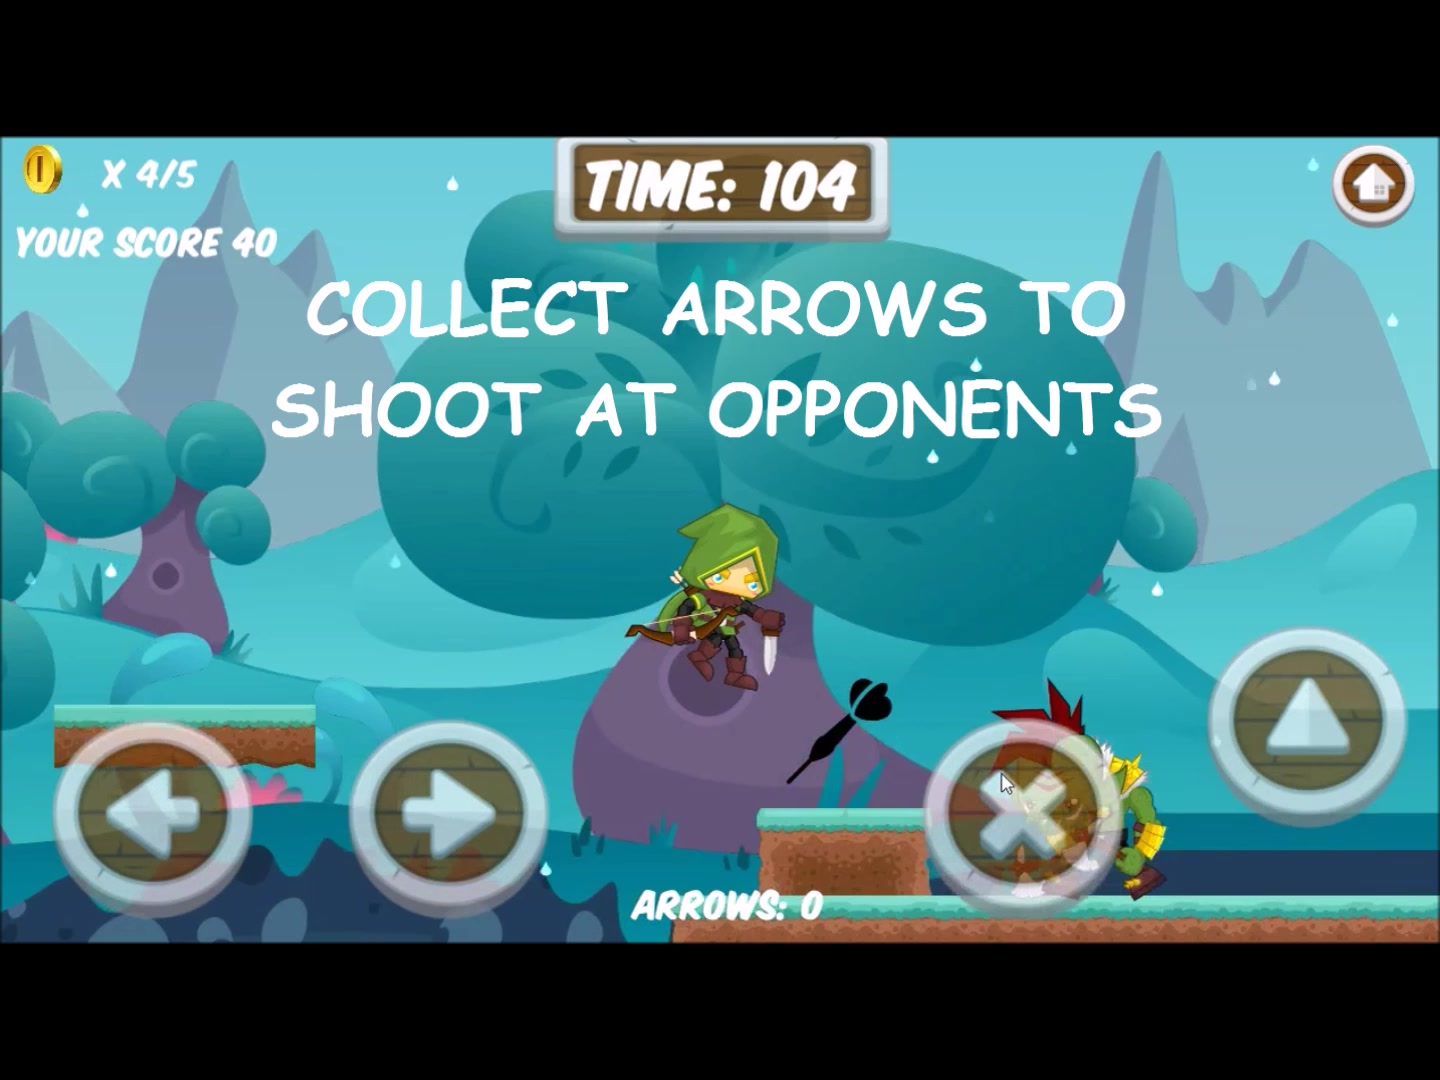 X 4/5
TIME: 104
YOUR SCORE 40
COLLECT ARROWS TO
SHOOT AT OPPONENTS
ARROWS: 0